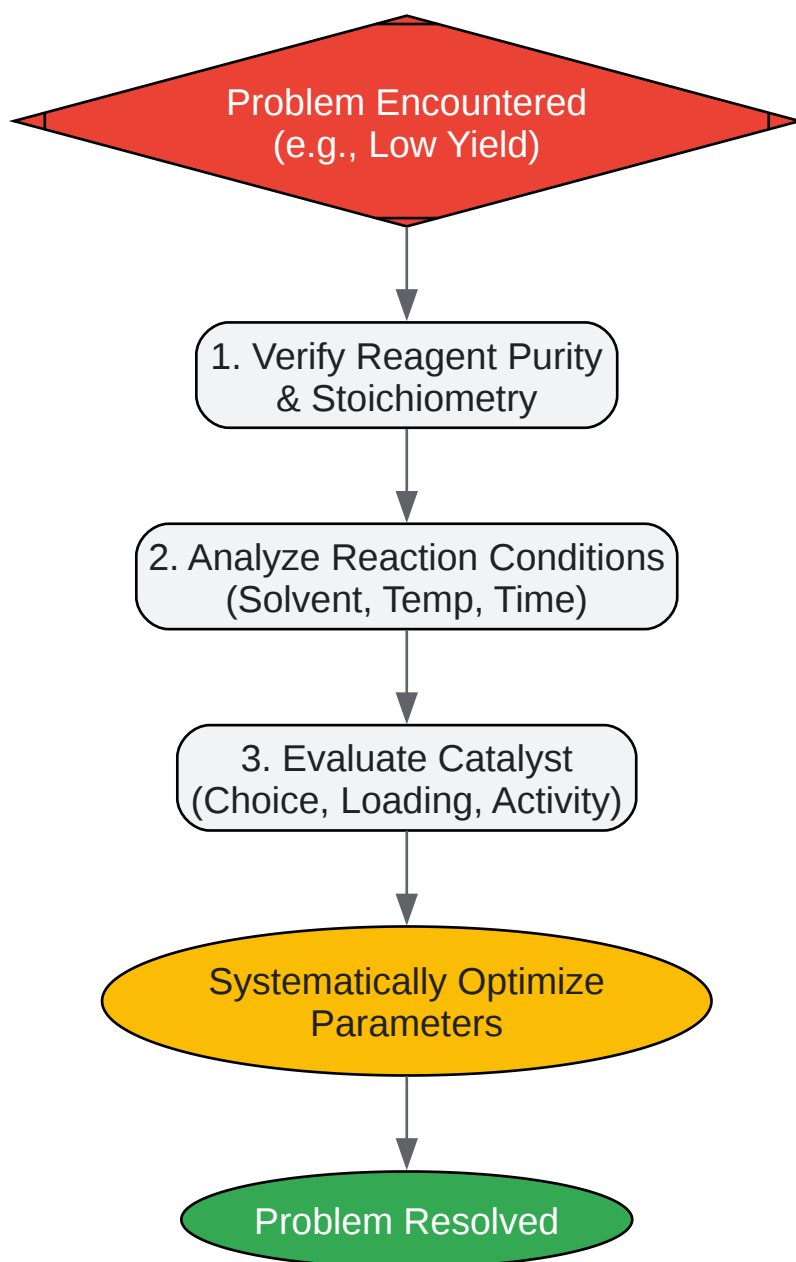 Problem Encountered
(e.g., Low Yield)
1. Verify Reagent Purity
& Stoichiometry
2. Analyze Reaction Conditions
(Solvent, Temp, Time)
3. Evaluate Catalyst
(Choice, Loading, Activity)
Systematically Optimize
Parameters
Problem Resolved